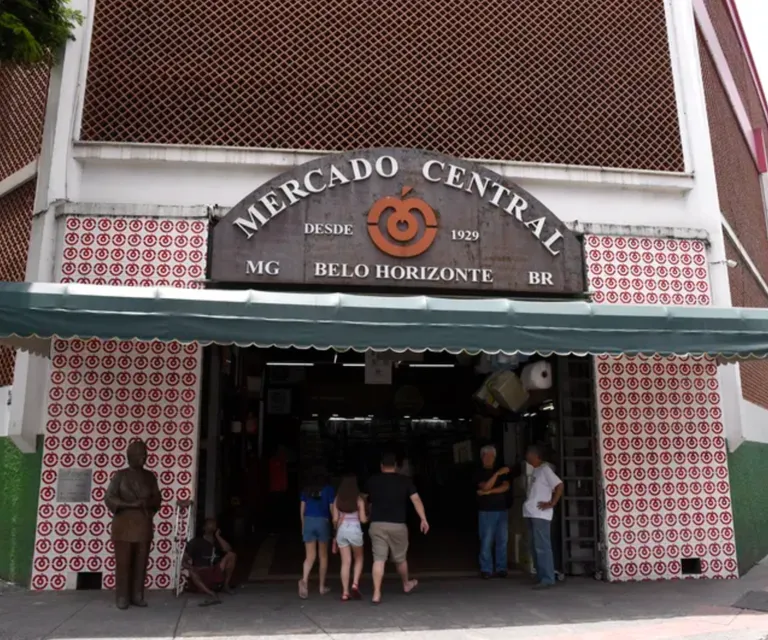 MERCADO CENTRAL
DESDE 1929
MG BELO HORIZONTE BR